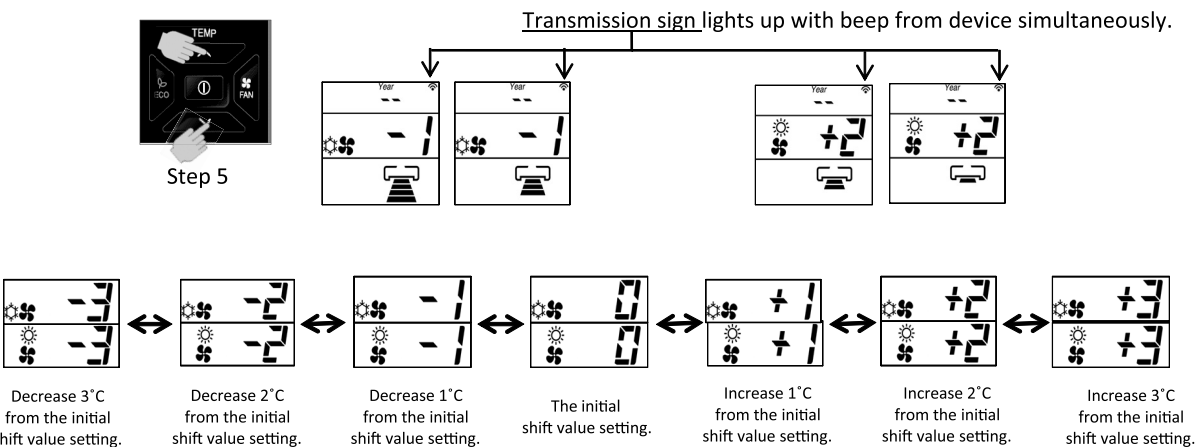 Transmission sign lights up with beep from device simultaneously.
TEMP
ECO
FAN
Step 5
Year
--
-1
Year
--
-1
Year
--
+2
Year
--
+2
-3
-3
-2
-2
-1
-1
0
0
+1
+1
+2
+2
+3
+3
Decrease 3˚C
from the initial
hift value setting.
Decrease 2˚C
from the initial
shift value setting.
Decrease 1˚C
from the initial
shift value setting.
The initial
shift value setting.
Increase 1˚C
from the initial
shift value setting.
Increase 2˚C
from the initial
shift value setting.
Increase 3˚C
from the initial
shift value setting.